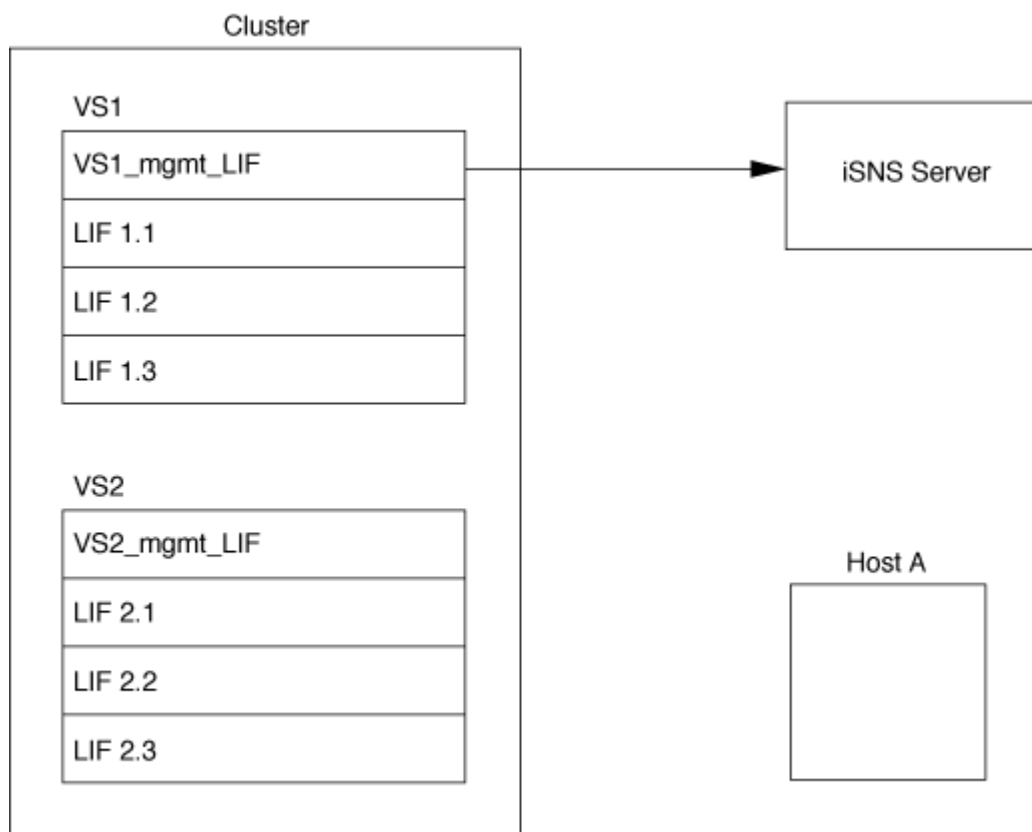 Cluster
VS1
VS1_mgmt_LIF
LIF 1.1
LIF 1.2
LIF 1.3
iSNS Server
VS2
VS2_mgmt_LIF
LIF 2.1
LIF 2.2
LIF 2.3
Host A